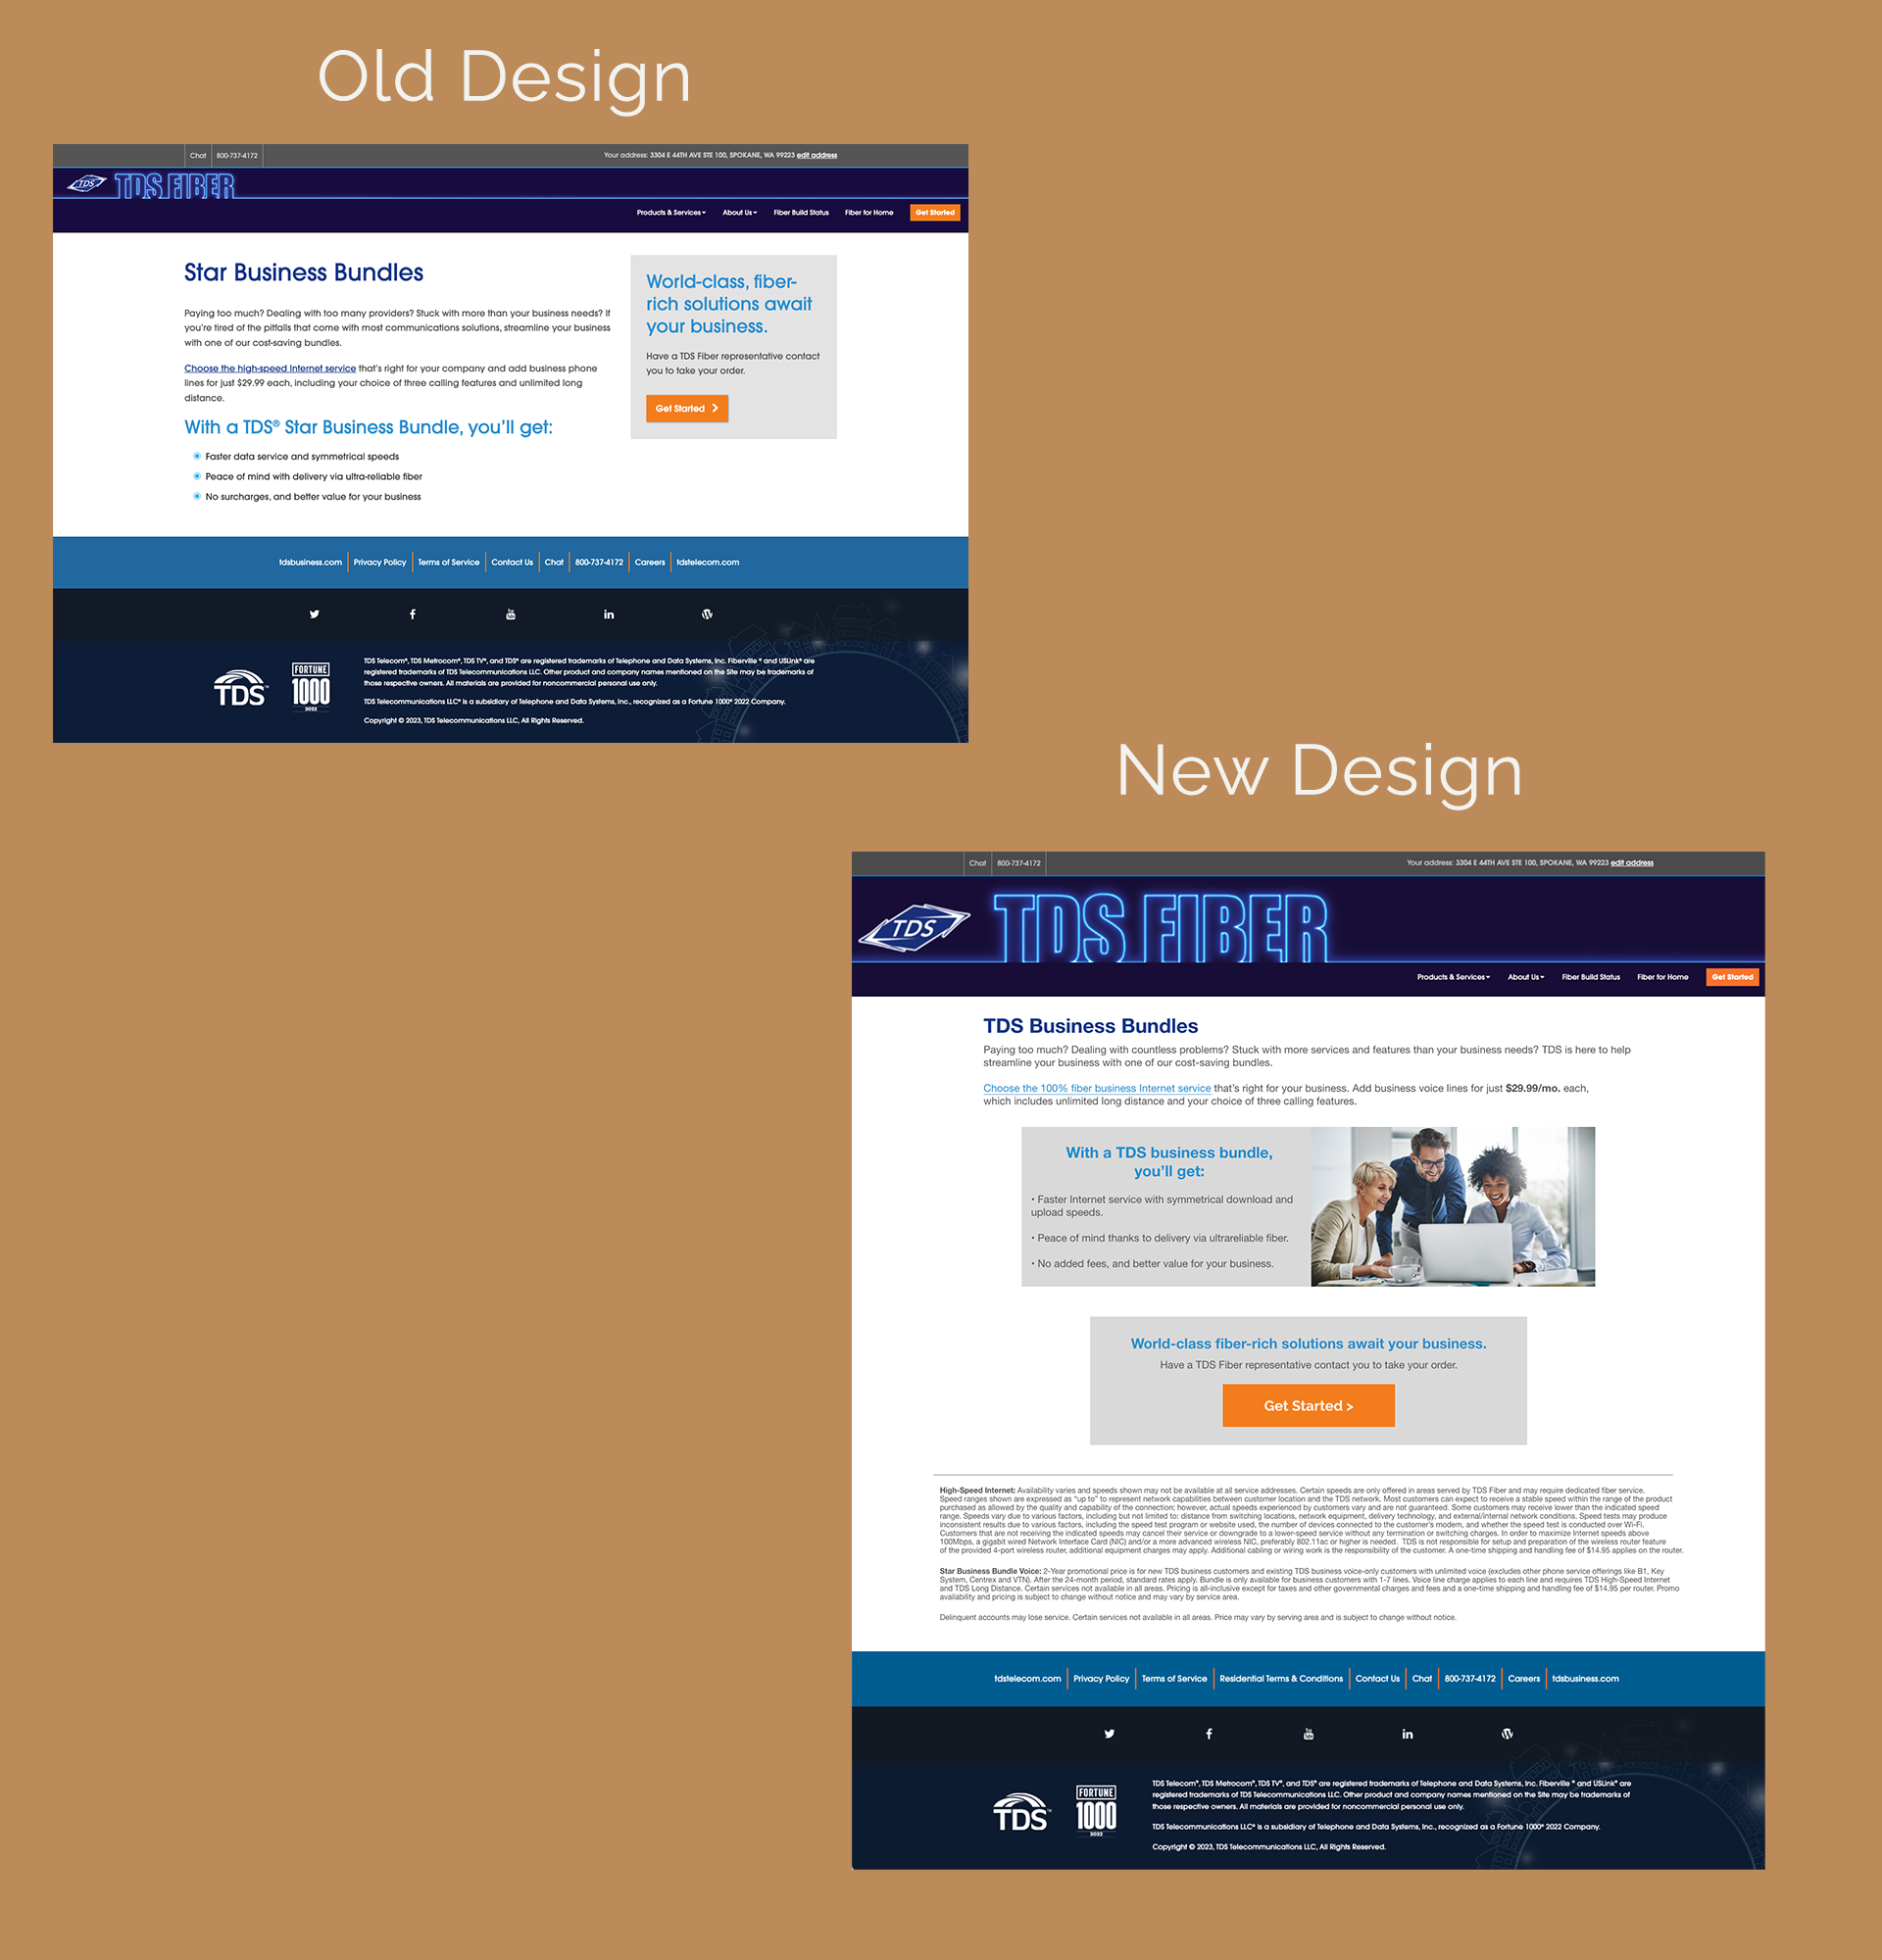 Old Design
Chat 800-737-4172 Your address: 3304 E 44TH AVE STE 100, SPOKANE, WA 99223 edit address
TDS TDS FIBER
Products & Services About Us Fiber Build Status Fiber for Home Get Started
Star Business Bundles
Paying too much? Dealing with too many providers? Stuck with more than your business needs? If
you're tired of the pitfalls that come with most communications solutions, streamline your business
with one of our cost-saving bundles.
Choose the high-speed Internet service that's right for your company and add business phone
lines for just $29.99 each, including your choice of three calling features and unlimited long
distance.
With a TDS® Star Business Bundle, you'll get:
Faster data service and symmetrical speeds
Peace of mind with delivery via ultra-reliable fiber
No surcharges, and better value for your business
World-class, fiber-
rich solutions await
your business.
Have a TDS Fiber representative contact
you to take your order.
Get Started
tdsbusiness.com Privacy Policy Terms of Service Contact Us Chat 800-737-4172 Careers tdstelecom.com
TDS™
FORTUNE
1000
2022
TDS Telecom®, TDS Metrocom®, TDS TV®, and TDS® are registered trademarks of Telephone and Data Systems, Inc. Fiberville ® and USLink® are
registered trademarks of TDS Telecommunications LLC. Other product and company names mentioned on the Site may be trademarks of
those respective owners. All materials are provided for noncommercial personal use only.
TDS Telecommunications LLC® is a subsidiary of Telephone and Data Systems, Inc., recognized as a Fortune 1000® 2022 Company.
Copyright © 2023, TDS Telecommunications LLC, All Rights Reserved.
New Design
Chat 800-737-4172 Your address: 3304 E 44TH AVE STE 100, SPOKANE, WA 99223 edit address
TDS TDS FIBER
Products & Services About Us Fiber Build Status Fiber for Home Get Started
TDS Business Bundles
Paying too much? Dealing with countless problems? Stuck with more services and features than your business needs? TDS is here to help
streamline your business with one of our cost-saving bundles.
Choose the 100% fiber business Internet service that's right for your business. Add business voice lines for just $29.99/mo. each,
which includes unlimited long distance and your choice of three calling features.
With a TDS business bundle,
you'll get:
• Faster Internet service with symmetrical download and
upload speeds.
• Peace of mind thanks to delivery via ultrareliable fiber.
• No added fees, and better value for your business.
World-class fiber-rich solutions await your business.
Have a TDS Fiber representative contact you to take your order.
Get Started >
High-Speed Internet: Availability varies and speeds shown may not be available at all service addresses. Certain speeds are only offered in areas served by TDS Fiber and may require dedicated fiber service.
Speed ranges shown are expressed as "up to" to represent network capabilities between customer location and the TDS network. Most customers can expect to receive a stable speed within the range of the product
purchased as allowed by the quality and capability of the connection; however, actual speeds experienced by customers vary and are not guaranteed. Some customers may receive lower than the indicated speed
range. Speeds vary due to various factors, including but not limited to: distance from switching locations, network equipment, delivery technology, and external/internal network conditions. Speed tests may produce
inconsistent results due to various factors, including the speed test program or website used, the number of devices connected to the customer's modem, and whether the speed test is conducted over Wi-Fi.
Customers that are not receiving the indicated speeds may cancel their service or downgrade to a lower-speed service without any termination or switching charges. In order to maximize Internet speeds above
100Mbps, a gigabit wired Network Interface Card (NIC) and/or a more advanced wireless NIC, preferably 802.11ac or higher is needed. TDS is not responsible for setup and preparation of the wireless router feature
of the provided 4-port wireless router, additional equipment charges may apply. Additional cabling or wiring work is the responsibility of the customer. A one-time shipping and handling fee of $14.95 applies on the router.
Star Business Bundle Voice: 2-Year promotional price is for new TDS business customers and existing TDS business voice-only customers with unlimited voice (excludes other phone service offerings like B1, Key
System, Centrex and VTN). After the 24-month period, standard rates apply. Bundle is only available for business customers with 1-7 lines. Voice line charge applies to each line and requires TDS High-Speed Internet
and TDS Long Distance. Certain services not available in all areas. Pricing is all-inclusive except for taxes and other governmental charges and fees and a one-time shipping and handling fee of $14.95 per router. Promo
availability and pricing is subject to change without notice and may vary by service area.
Delinquent accounts may lose service. Certain services not available in all areas. Price may vary by serving area and is subject to change without notice.
tdstelecom.com Privacy Policy Terms of Service Residential Terms & Conditions Contact Us Chat 800-737-4172 Careers tdsbusiness.com
TDS™
FORTUNE
1000
2022
TDS Telecom®, TDS Metrocom®, TDS TV®, and TDS® are registered trademarks of Telephone and Data Systems, Inc. Fiberville ® and USLink® are
registered trademarks of TDS Telecommunications LLC. Other product and company names mentioned on the Site may be trademarks of
those respective owners. All materials are provided for noncommercial personal use only.
TDS Telecommunications LLC® is a subsidiary of Telephone and Data Systems, Inc., recognized as a Fortune 1000® 2022 Company.
Copyright © 2023, TDS Telecommunications LLC, All Rights Reserved.